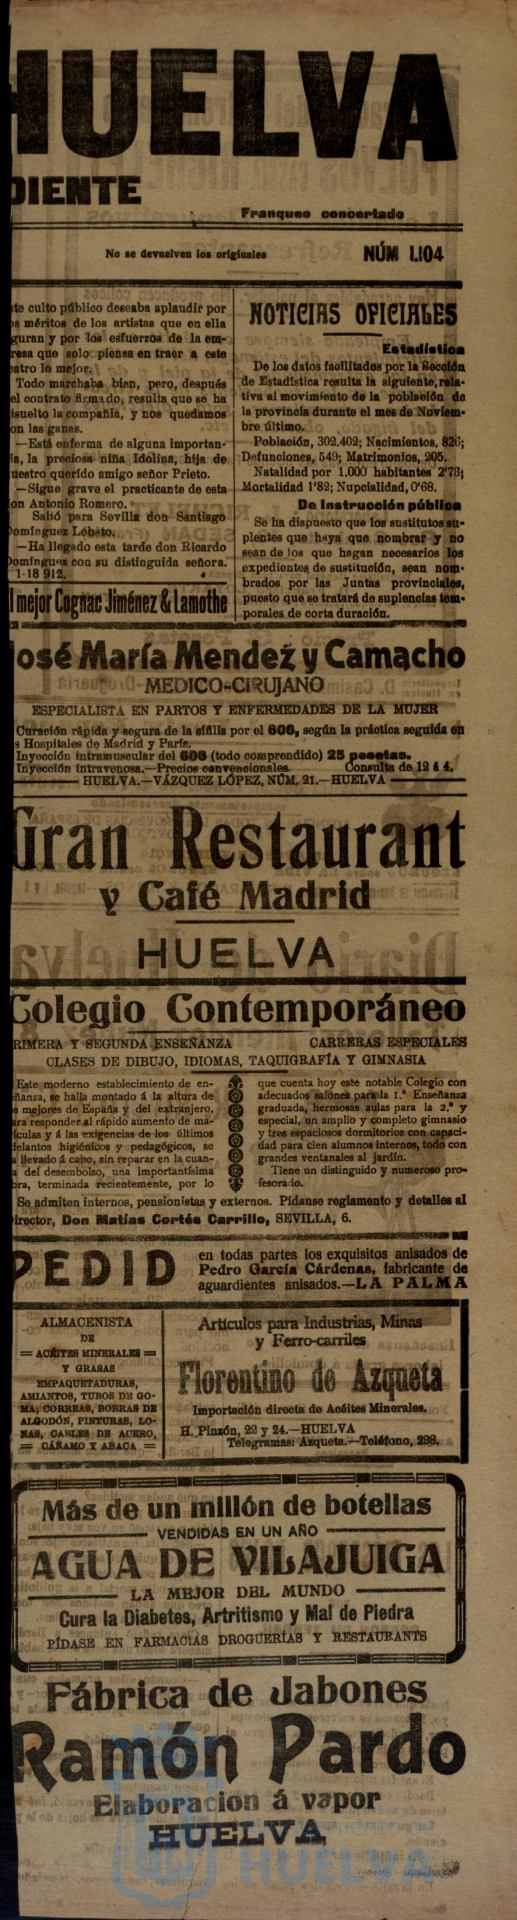 HUELVA
DIENTE
Franqueo concertado
No se devuelven los originales
NÚM 1.104
te culto público deseaba aplaudir por
s méritos de los artistas que en ella
guran y por los esfuerzos de la em-
resa que solo piensa en traer a este
atro lo mejor.
Todo marchaba bien, pero, después
el contrato firmado, resulta que se ha
isuelto la compañía, y nos quedamos
on las ganas.
—Está enferma de alguna importan-
ia, la preciosa niña Idolina, hija de
uestro querido amigo señor Prieto.
—Sigue grave el practicante de esta
on Antonio Romero.
Salió para Sevilla don Santiago
Domínguez Lobato.
—Ha llegado esta tarde don Ricardo
Domínguez con su distinguida señora.
1-18 912.
l mejor Cognac Jiménez & Lamothe
NOTICIAS OFICIALES
Estadística
De los datos facilitados por la Sección
de Estadística resulta la siguiente, rela-
tiva al movimiento de la población de
la provincia durante el mes de Noviem-
bre último.
Población, 302.402; Nacimientos, 826;
Defunciones, 549; Matrimonios, 205.
Natalidad por 1.000 habitantes 2'73;
Mortalidad 1'82; Nupcialidad, 0'68.
De Instrucción pública
Se ha dispuesto que los sustitutos su-
plentes que haya que nombrar y no
sean de los que hagan necesarios los
expedientes de sustitución, sean nom-
brados por las Juntas provinciales,
puesto que se tratará de suplencias tem-
porales de corta duración.
José María Mendez y Camacho
MEDICO-CIRUJANO
ESPECIALISTA EN PARTOS Y ENFERMEDADES DE LA MUJER
Curación rápida y segura de la sífilis por el 606, según la práctica seguida en
s Hospitales de Madrid y París.
Inyección intramuscular del 606 (todo comprendido) 25 pesetas.
Inyección intravenosa.—Precios convencionales. Consulta de 12 á 4.
HUELVA.—VÁZQUEZ LÓPEZ, NÚM. 21.—HUELVA
Gran Restaurant
y Café Madrid
HUELVA
Colegio Contemporáneo
RIMERA Y SEGUNDA ENSEÑANZA CARRERAS ESPECIALES
CLASES DE DIBUJO, IDIOMAS, TAQUIGRAFÍA Y GIMNASIA
Este moderno establecimiento de en-
ñanza, se halla montado á la altura de
s mejores de España y del extranjero.
ara responder al rápido aumento de ma-
ículas y á las exigencias de los últimos
delantos higiénicos y pedagógicos, se
a llevado á cabo, sin reparar en la cuan-
a del desembolso, una importantísima
bra, terminada recientemente, por lo
que cuenta hoy este notable Colegio con
adecuados salones para la 1.ª Enseñanza
graduada, hermosas aulas para la 2.ª y
especial, un amplio y completo gimnasio
y tres espaciosos dormitorios con capaci-
dad para cien alumnos internos, todo con
grandes ventanales al jardín.
Tiene un distinguido y numeroso pro-
fesorado.
Se admiten internos, pensionistas y externos. Pídanse reglamento y detalles al
irector, Don Matías Cortés Carrillo, SEVILLA, 6.
PEDID
en todas partes los exquisitos anisados de
Pedro García Cárdenas, fabricante de
aguardientes anisados.—LA PALMA
ALMACENISTA
DE
ACÉITES MINERALES
Y GRASAS
EMPAQUETADURAS,
AMIANTOS, TUBOS DE GO-
MA, CORREAS, BORRAS DE
ALGODÓN, PINTURAS, LO-
NAS, CABLES DE ACERO,
CÁÑAMO Y ABACA
Artículos para Industrias, Minas
y Ferro-carriles
Florentino de Azqueta
Importación directa de Acéites Minerales.
H. Pinzón, 22 y 24.—HUELVA
Telegramas: Azqueta.—Teléfono, 298.
Más de un millón de botellas
VENDIDAS EN UN AÑO
AGUA DE VILAJUIGA
LA MEJOR DEL MUNDO
Cura la Diabetes, Artritismo y Mal de Piedra
PÍDASE EN FARMACIAS DROGUERÍAS Y RESTAURANTS
Fábrica de Jabones
Ramón Pardo
Elaboracion á vapor
HUELVA
HUELVA